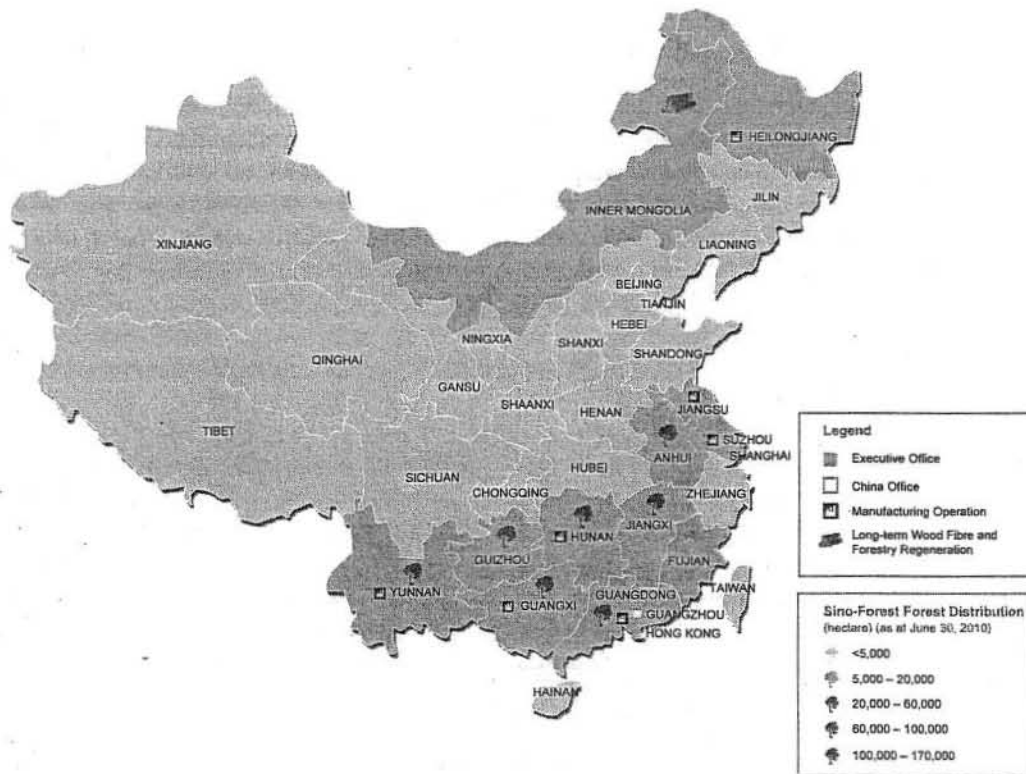 HEILONGJIANG
JILIN
INNER MONGOLIA
XINJIANG
LIAONING
BEIJING
TIANJIN
HEBEI
NINGXIA
SHANXI
SHANDONG
QINGHAI
GANSU
SHAANXI
HENAN
JIANGSU
TIBET
SUZHOU
ANHUI
SHANGHAI
HUBEI
SICHUAN
CHONGQING
ZHEJIANG
JIANGXI
HUNAN
GUIZHOU
FUJIAN
YUNNAN
GUANGXI
GUANGDONG
TAIWAN
GUANGZHOU
HONG KONG
HAINAN
Legend
Executive Office
China Office
Manufacturing Operation
Long-term Wood Fibre and
Forestry Regeneration
Sino-Forest Forest Distribution
(hectare) (as at June 30, 2010)
<5,000
5,000 – 20,000
20,000 – 60,000
60,000 – 100,000
100,000 – 170,000